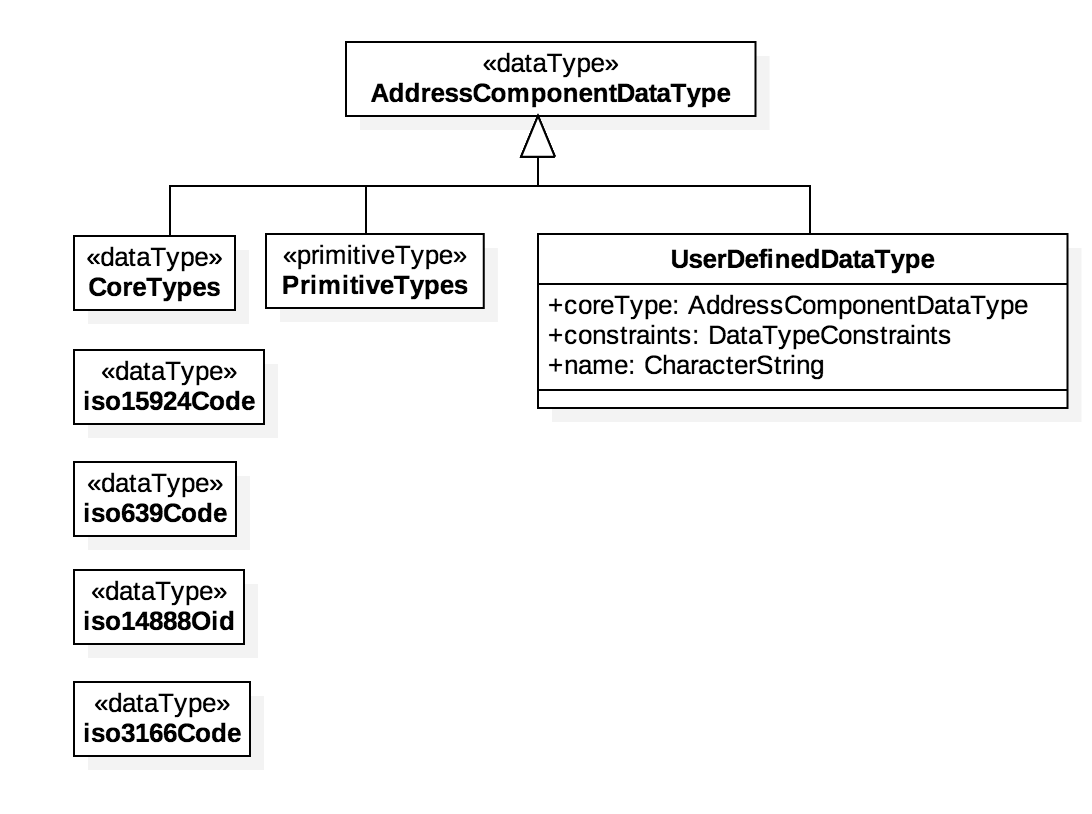 «dataType»
AddressComponentDataType
«dataType»
CoreTypes
«primitiveType»
PrimitiveTypes
UserDefinedDataType
+coreType: AddressComponentDataType
+constraints: DataTypeConstraints
+name: CharacterString
«dataType»
iso15924Code
«dataType»
iso639Code
«dataType»
iso14888Oid
«dataType»
iso3166Code